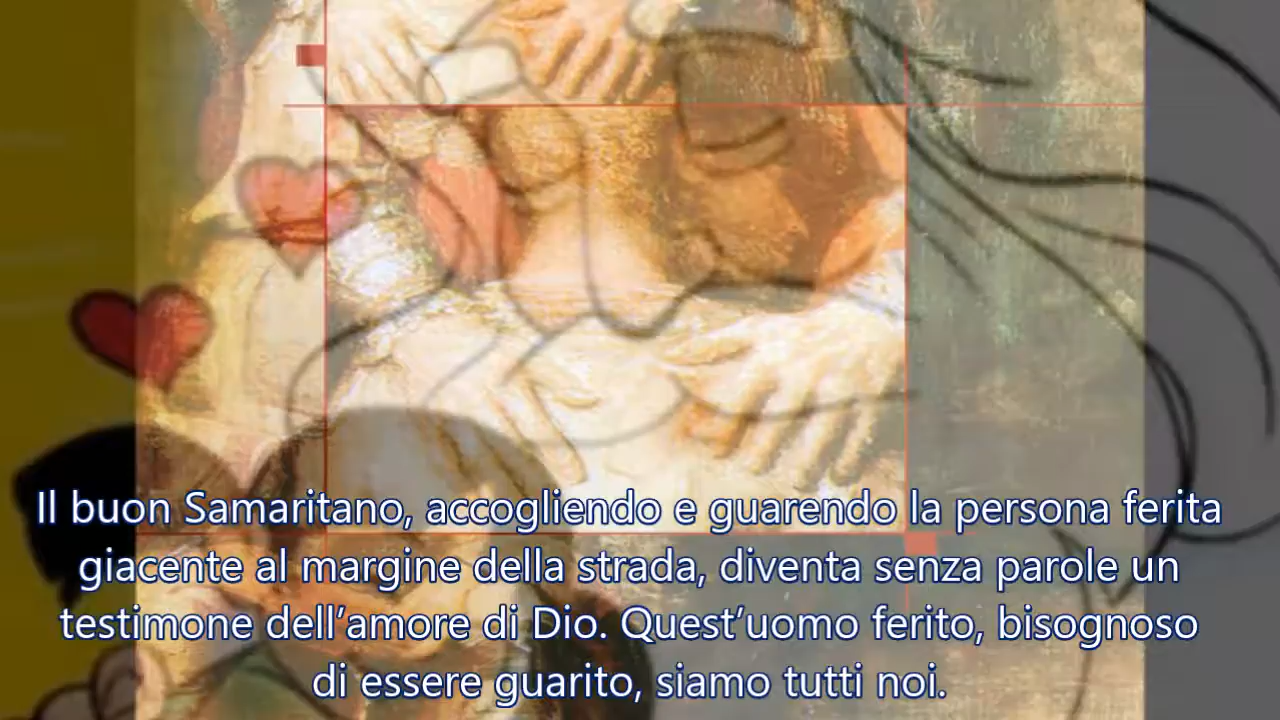 Il buon Samaritano, accogliendo e guarendo la persona ferita
giacente al margine della strada, diventa senza parole un
testimone dell’amore di Dio. Quest’uomo ferito, bisognoso
di essere guarito, siamo tutti noi.